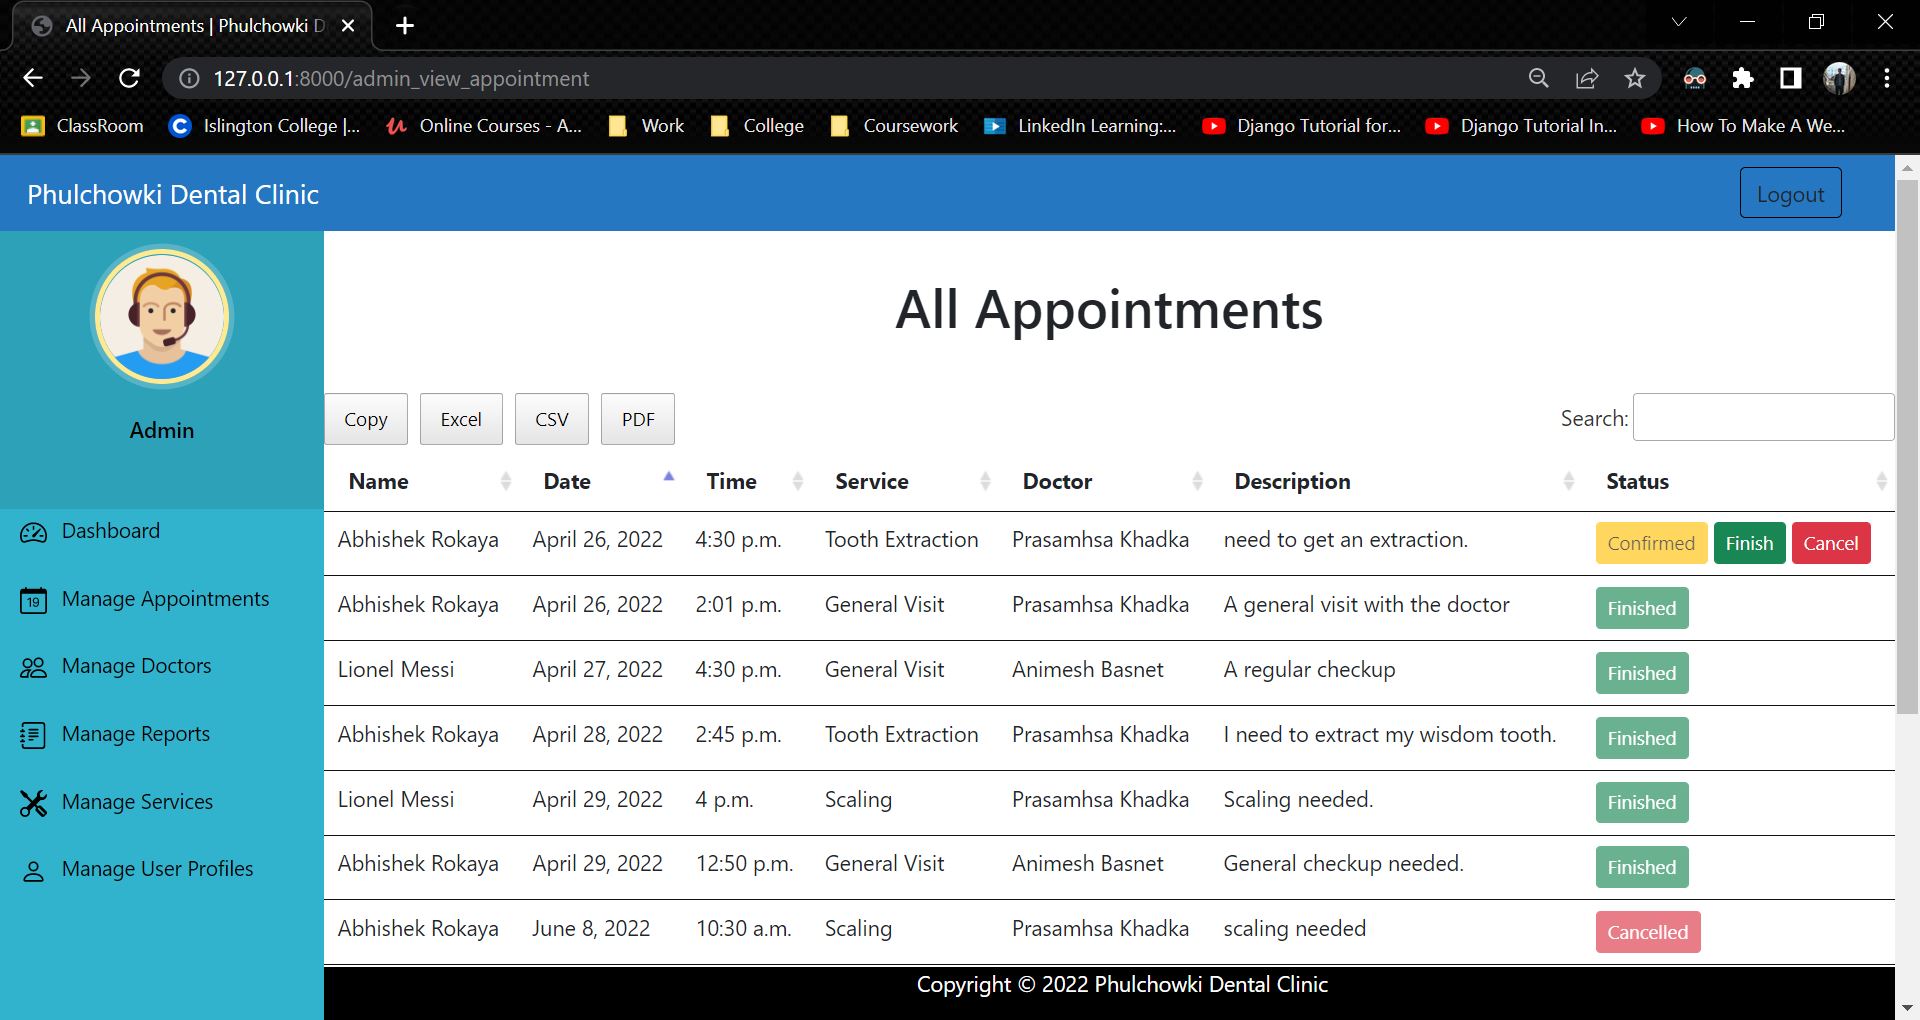 All Appointments | Phulchowki D
127.0.0.1:8000/admin_view_appointment
ClassRoom Islington College |... Online Courses - A... Work College Coursework LinkedIn Learning:... Django Tutorial for... Django Tutorial In... How To Make A We...
Phulchowki Dental Clinic Logout
Admin
Dashboard
19 Manage Appointments
Manage Doctors
Manage Reports
Manage Services
Manage User Profiles
All Appointments
Copy Excel CSV PDF Search:
Name Date Time Service Doctor Description Status
Abhishek Rokaya April 26, 2022 4:30 p.m. Tooth Extraction Prasamhsa Khadka need to get an extraction. Confirmed Finish Cancel
Abhishek Rokaya April 26, 2022 2:01 p.m. General Visit Prasamhsa Khadka A general visit with the doctor Finished
Lionel Messi April 27, 2022 4:30 p.m. General Visit Animesh Basnet A regular checkup Finished
Abhishek Rokaya April 28, 2022 2:45 p.m. Tooth Extraction Prasamhsa Khadka I need to extract my wisdom tooth. Finished
Lionel Messi April 29, 2022 4 p.m. Scaling Prasamhsa Khadka Scaling needed. Finished
Abhishek Rokaya April 29, 2022 12:50 p.m. General Visit Animesh Basnet General checkup needed. Finished
Abhishek Rokaya June 8, 2022 10:30 a.m. Scaling Prasamhsa Khadka scaling needed Cancelled
Copyright © 2022 Phulchowki Dental Clinic